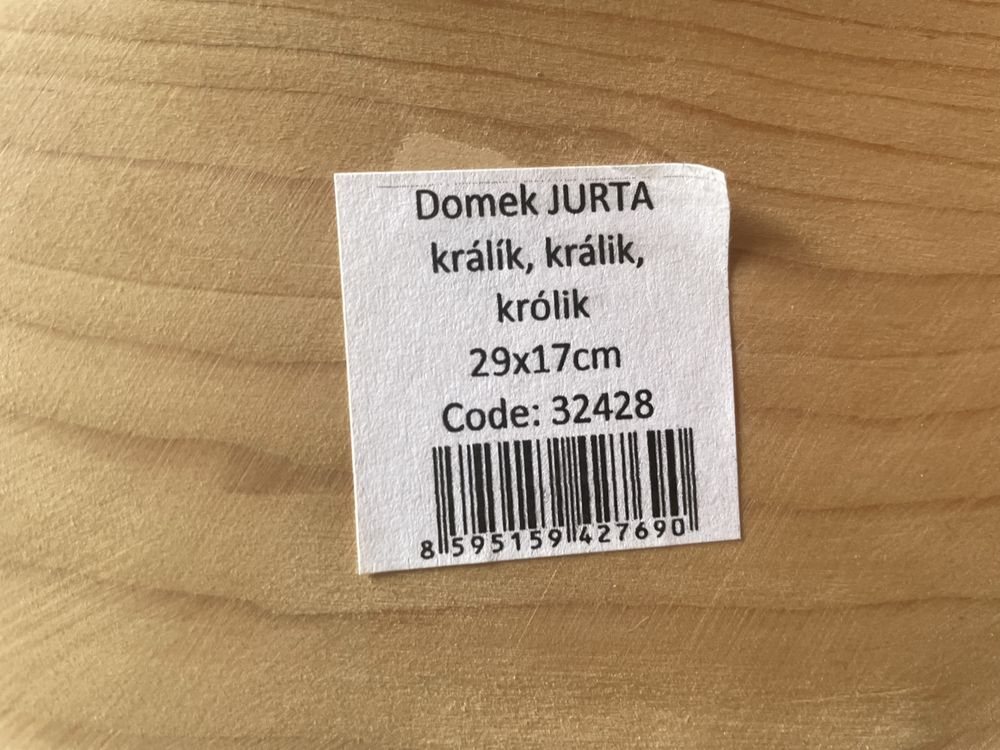 Domek JURTA
králík, králik,
królik
29x17cm
Code: 32428
8 595159 427690